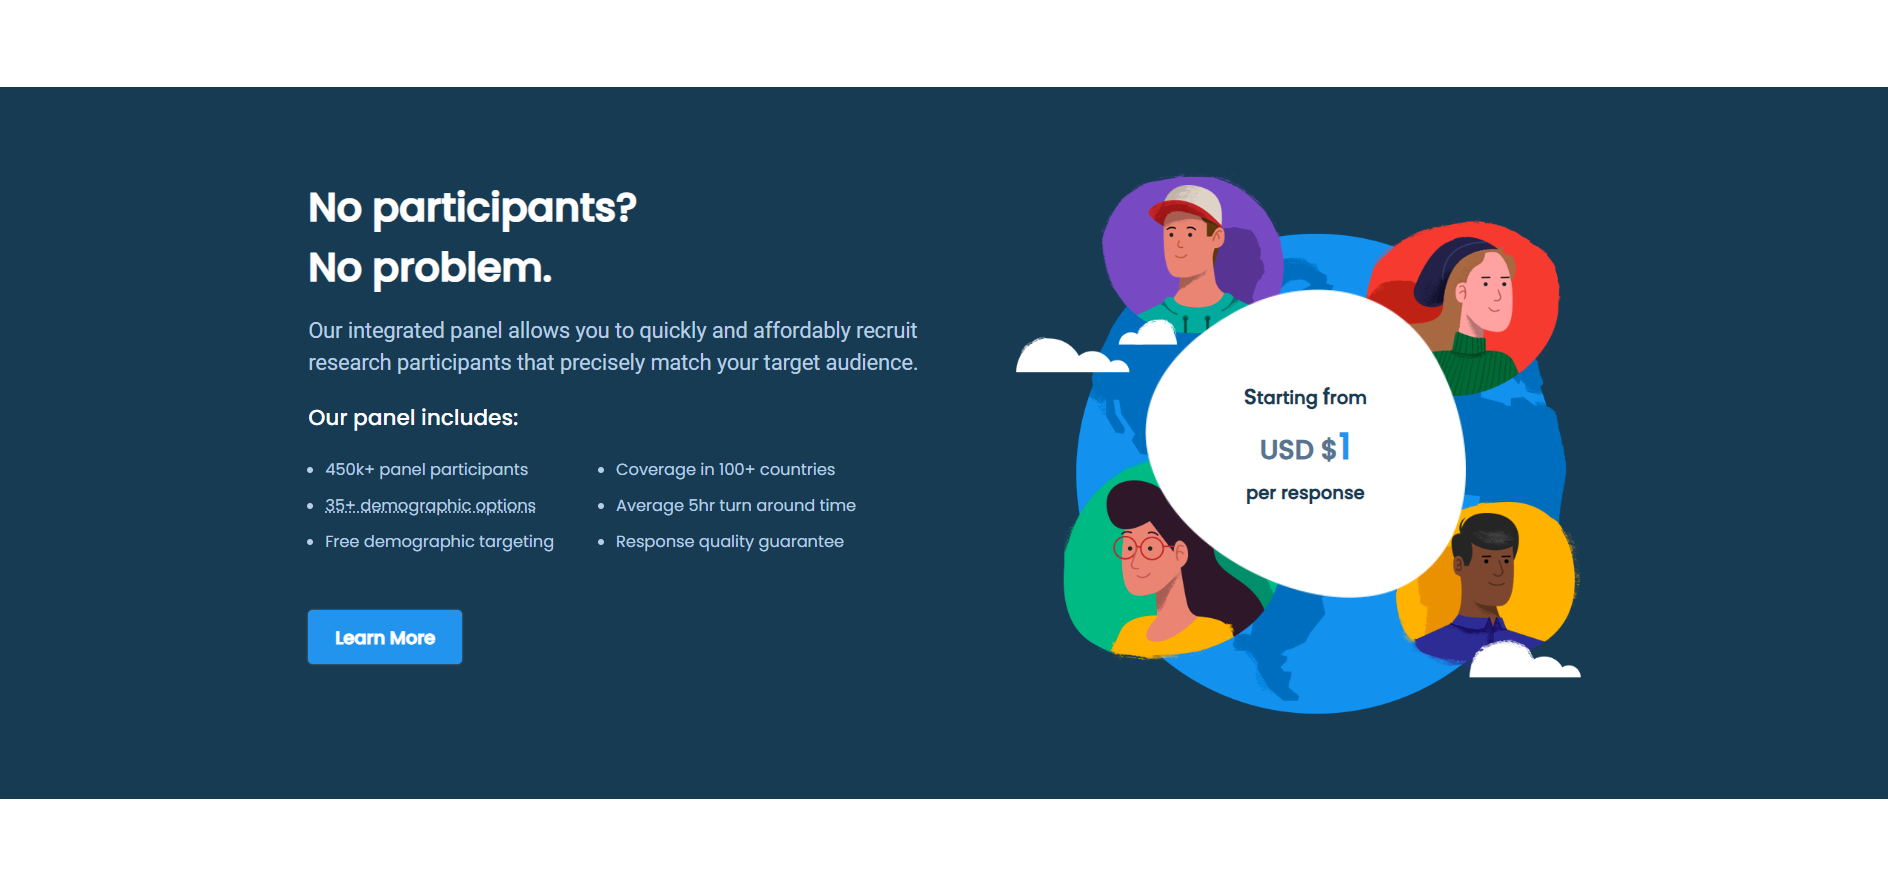 No participants?
No problem.
Our integrated panel allows you to quickly and affordably recruit
research participants that precisely match your target audience.
Our panel includes:
450k+ panel participants
35+ demographic options
Free demographic targeting
Coverage in 100+ countries
Average 5hr turn around time
Response quality guarantee
Learn More
Starting from
USD $1
per response